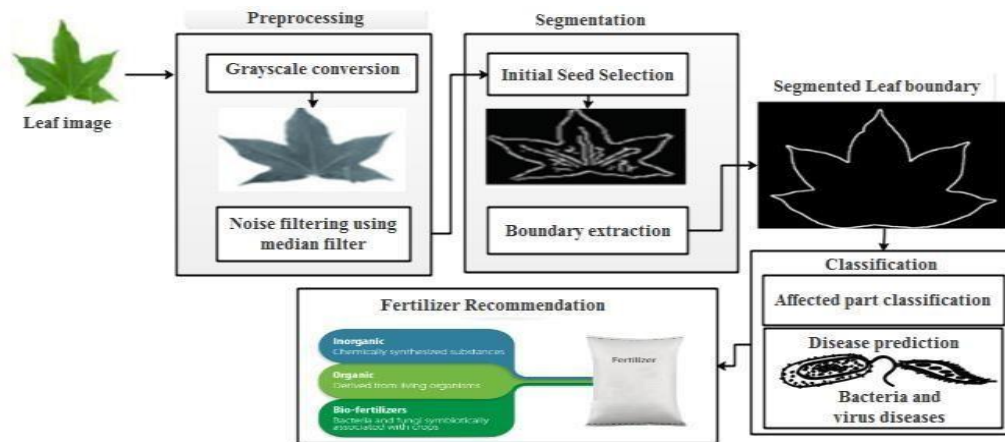 Preprocessing
Segmentation
Leaf image
Grayscale conversion
Noise filtering using
median filter
Initial Seed Selection
Boundary extraction
Segmented Leaf boundary
Classification
Affected part classification
Disease prediction
Bacteria and
virus diseases
Fertilizer Recommendation
Inorganic
Chemically synthesized substances
Organic
Derived from living organisms
Bio-fertilizers
Bacteria and fungi symbiotically
associated with crops
Fertilizer